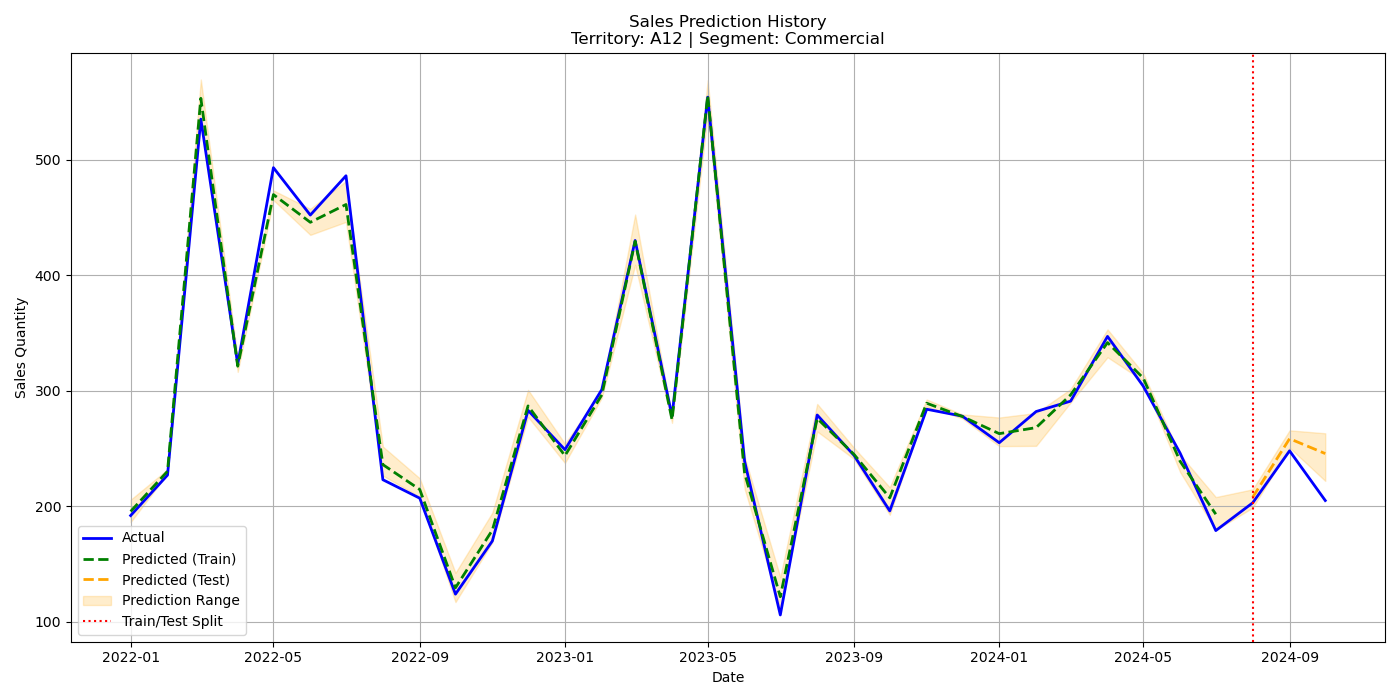 Sales Prediction History
Territory: A12 | Segment: Commercial
Sales Quantity
500
400
300
200
100
Actual
Predicted (Train)
Predicted (Test)
Prediction Range
Train/Test Split
2022-01 2022-05 2022-09 2023-01 2023-05 2023-09 2024-01 2024-05 2024-09
Date